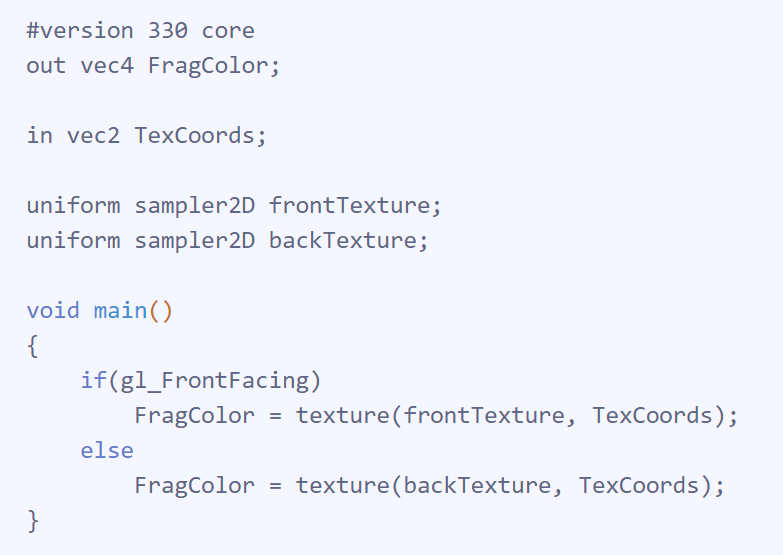 #version 330 core
out vec4 FragColor;
in vec2 TexCoords;
uniform sampler2D frontTexture;
uniform sampler2D backTexture;
void main()
{
    if(gl_FrontFacing)
        FragColor = texture(frontTexture, TexCoords);
    else
        FragColor = texture(backTexture, TexCoords);
}